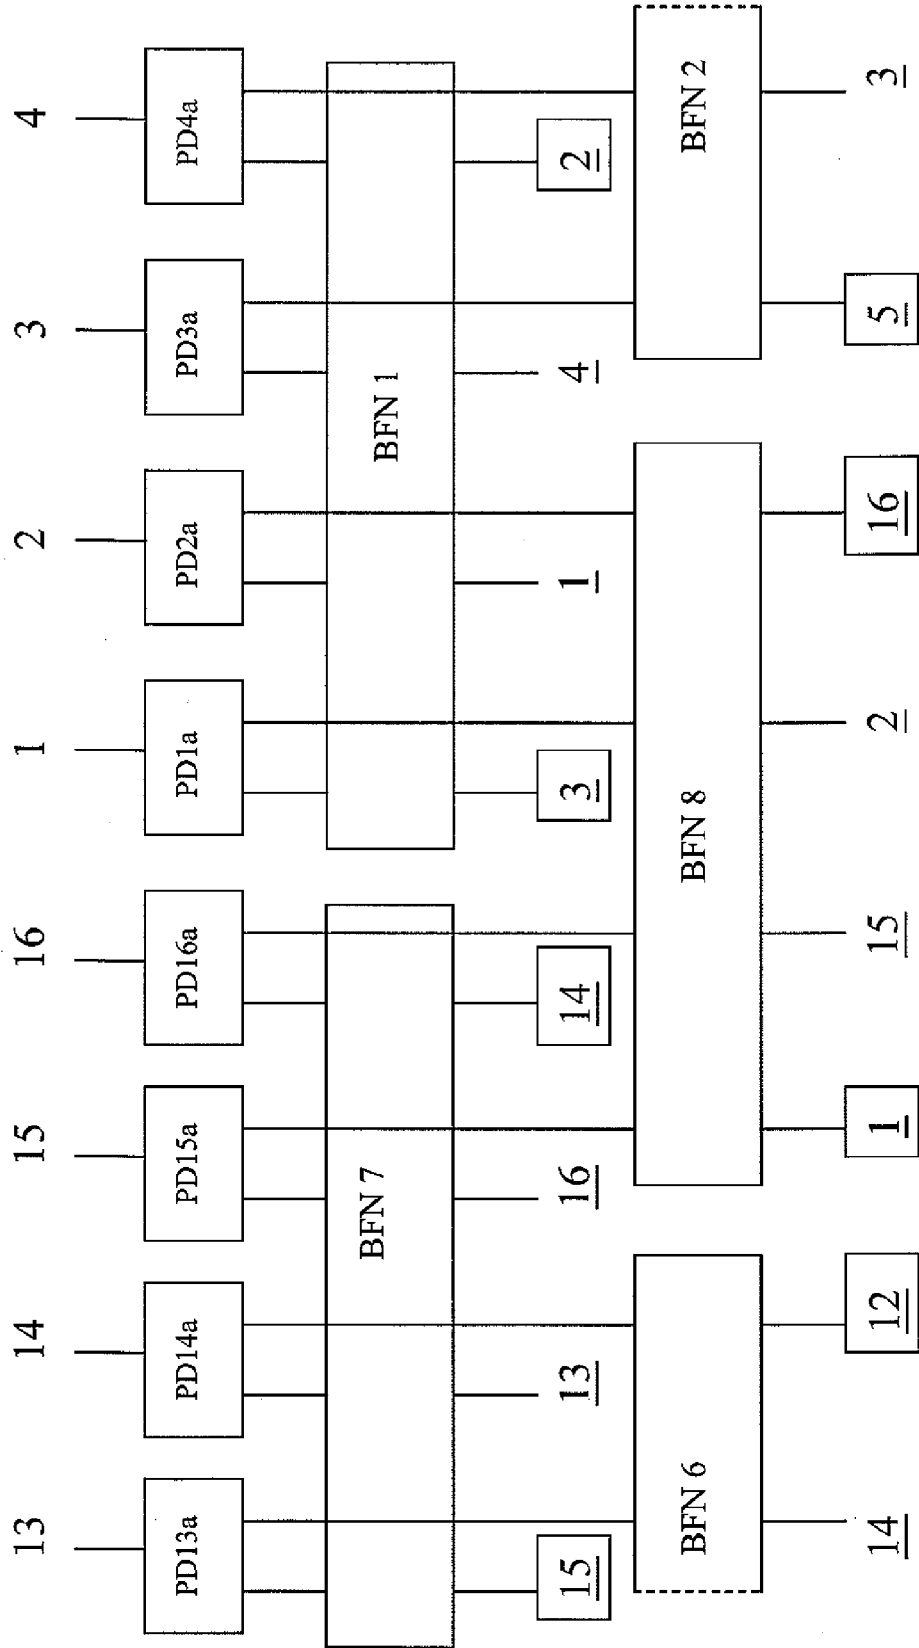 13 14 15 16 1 2 3 4
PD13a PD14a PD15a PD16a PD1a PD2a PD3a PD4a
BFN 7 BFN 1
15 13 16 14 3 1 4 2
BFN 6 BFN 8 BFN 2
14 12 1 15 2 16 5 3